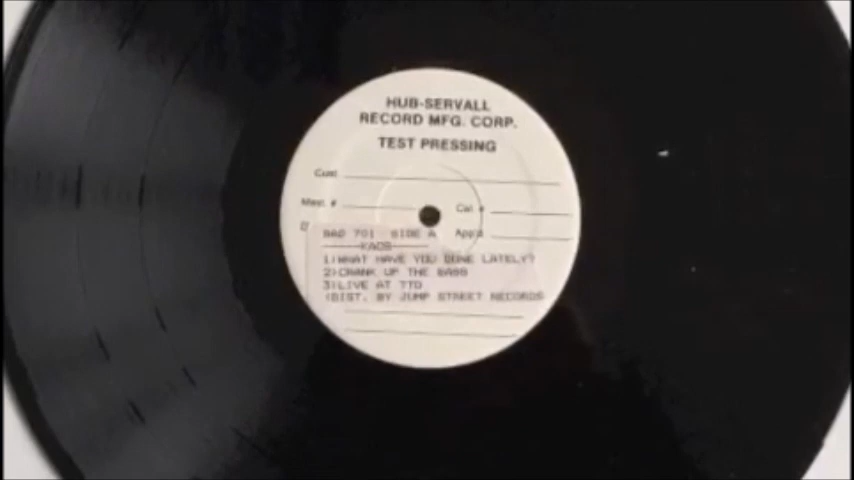 HUB-SERVALL
RECORD MFG. CORP.
TEST PRESSING
Cust.
Mast. # Cat. #
App'd
BAD 701 SIDE A
KAOS
1)WHAT HAVE YOU DONE LATELY?
2)CRANK UP THE BASS
3)LIVE AT TTD
(DIST. BY JUMP STREET RECORDS